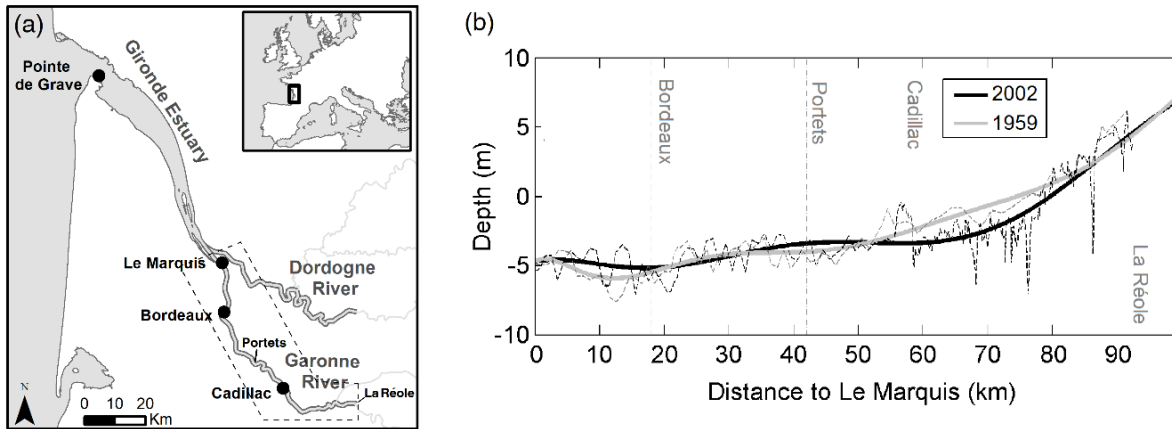 (a)
Pointe
de Grave
Gironde Estuary
Le Marquis
Dordogne
River
Bordeaux
Portets
Garonne
River
Cadillac
La Réole
N
0 10 20
Km
(b)
10
5
0
-5
-10
Depth (m)
Bordeaux
Portets
Cadillac
La Réole
2002
1959
0 10 20 30 40 50 60 70 80 90
Distance to Le Marquis (km)